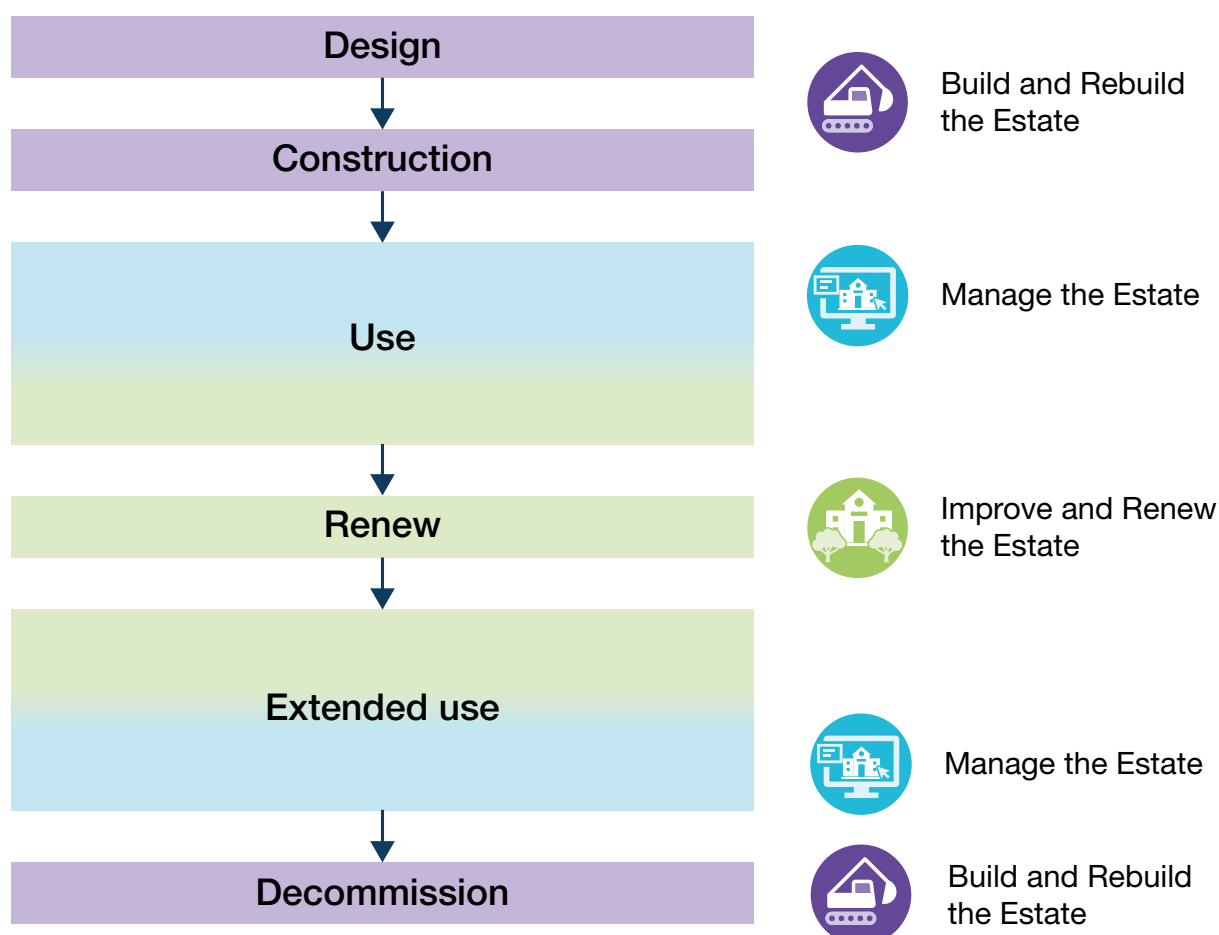 Design
Build and Rebuild
the Estate
Construction
Manage the Estate
Use
Improve and Renew
the Estate
Renew
Extended use
Manage the Estate
Decommission
Build and Rebuild
the Estate